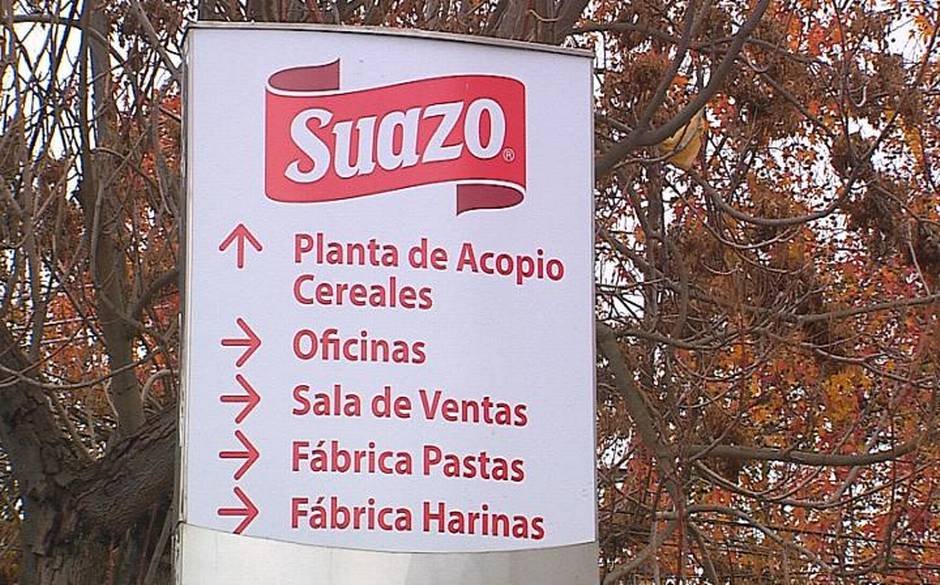 Suazo®
↑ Planta de Acopio
Cereales
→ Oficinas
→ Sala de Ventas
→ Fábrica Pastas
→ Fábrica Harinas